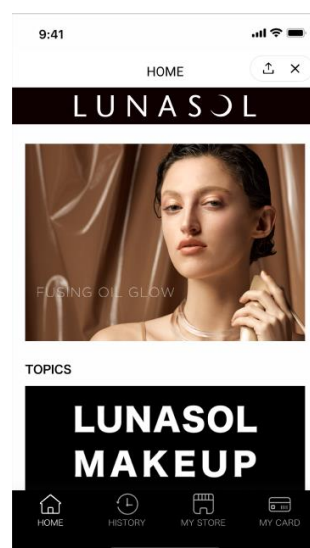 9:41
HOME
LUNASOL
FUSING OIL GLOW
TOPICS
LUNASOL
MAKEUP
HOME
HISTORY
MY STORE
MY CARD